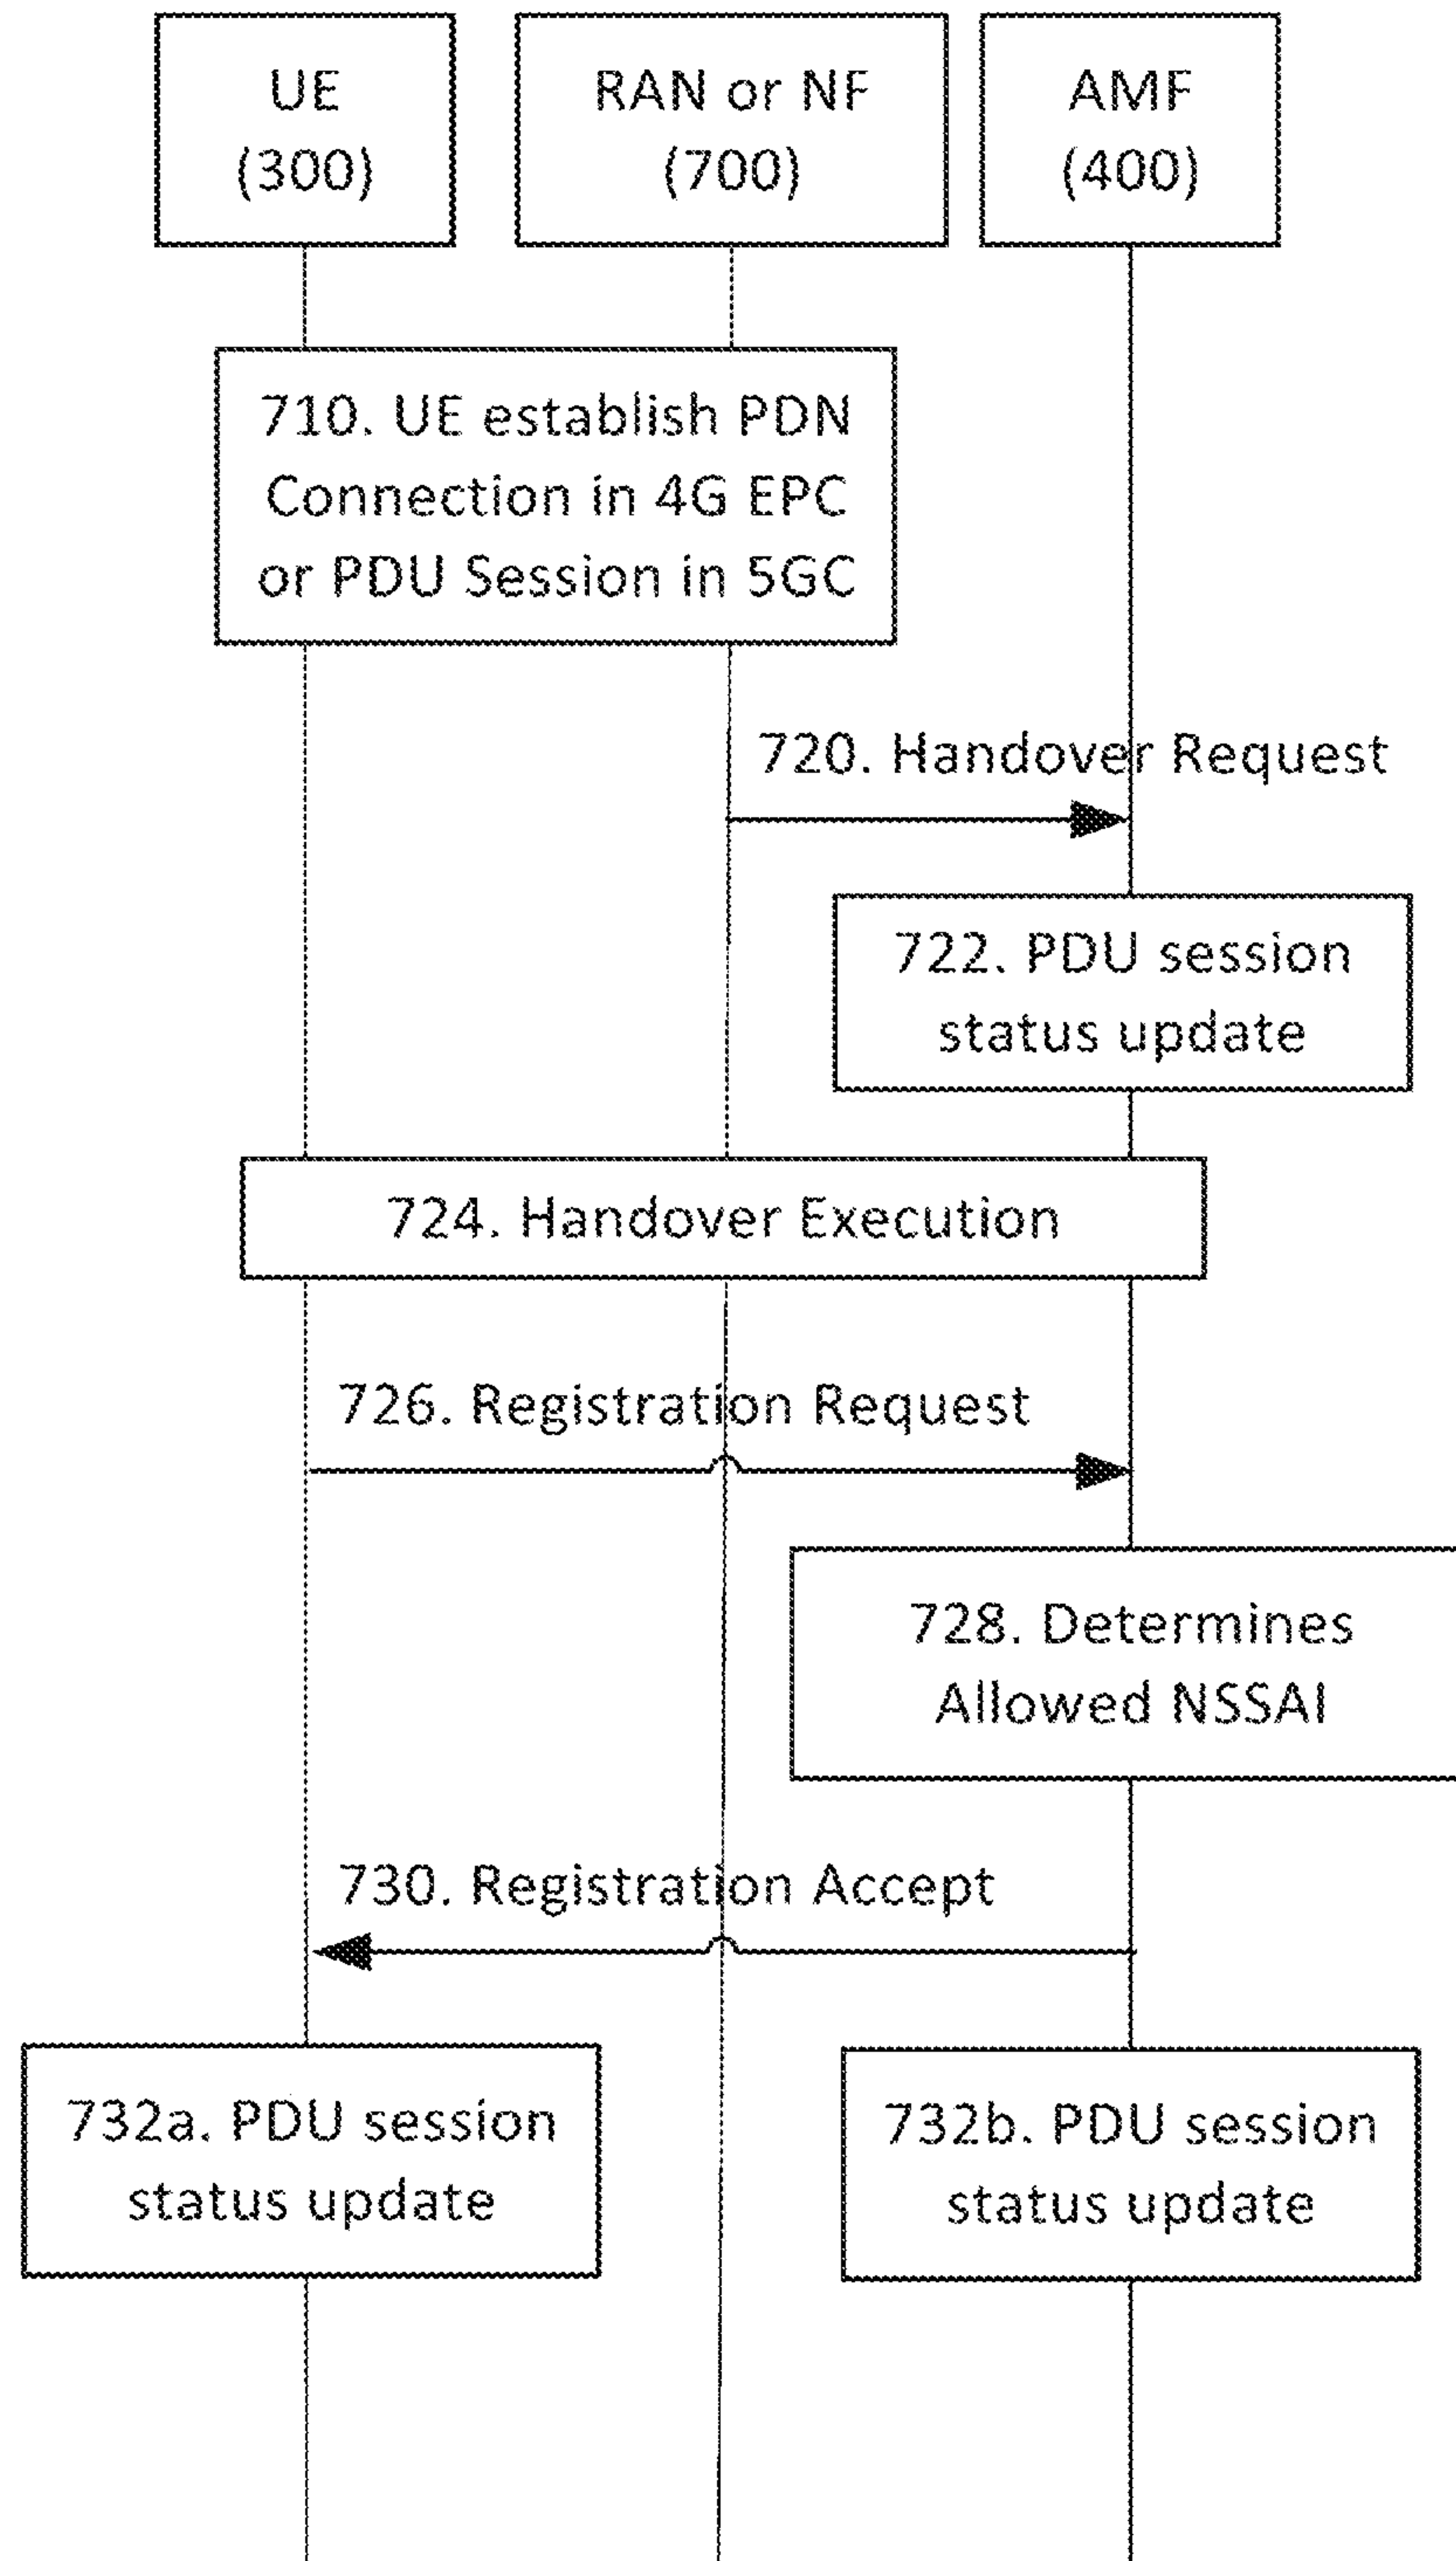 UE
(300)
RAN or NF
(700)
AMF
(400)
710. UE establish PDN
Connection in 4G EPC
or PDU Session in 5GC
720. Handover Request
722. PDU session
status update
724. Handover Execution
726. Registration Request
728. Determines
Allowed NSSAI
730. Registration Accept
732a. PDU session
status update
732b. PDU session
status update